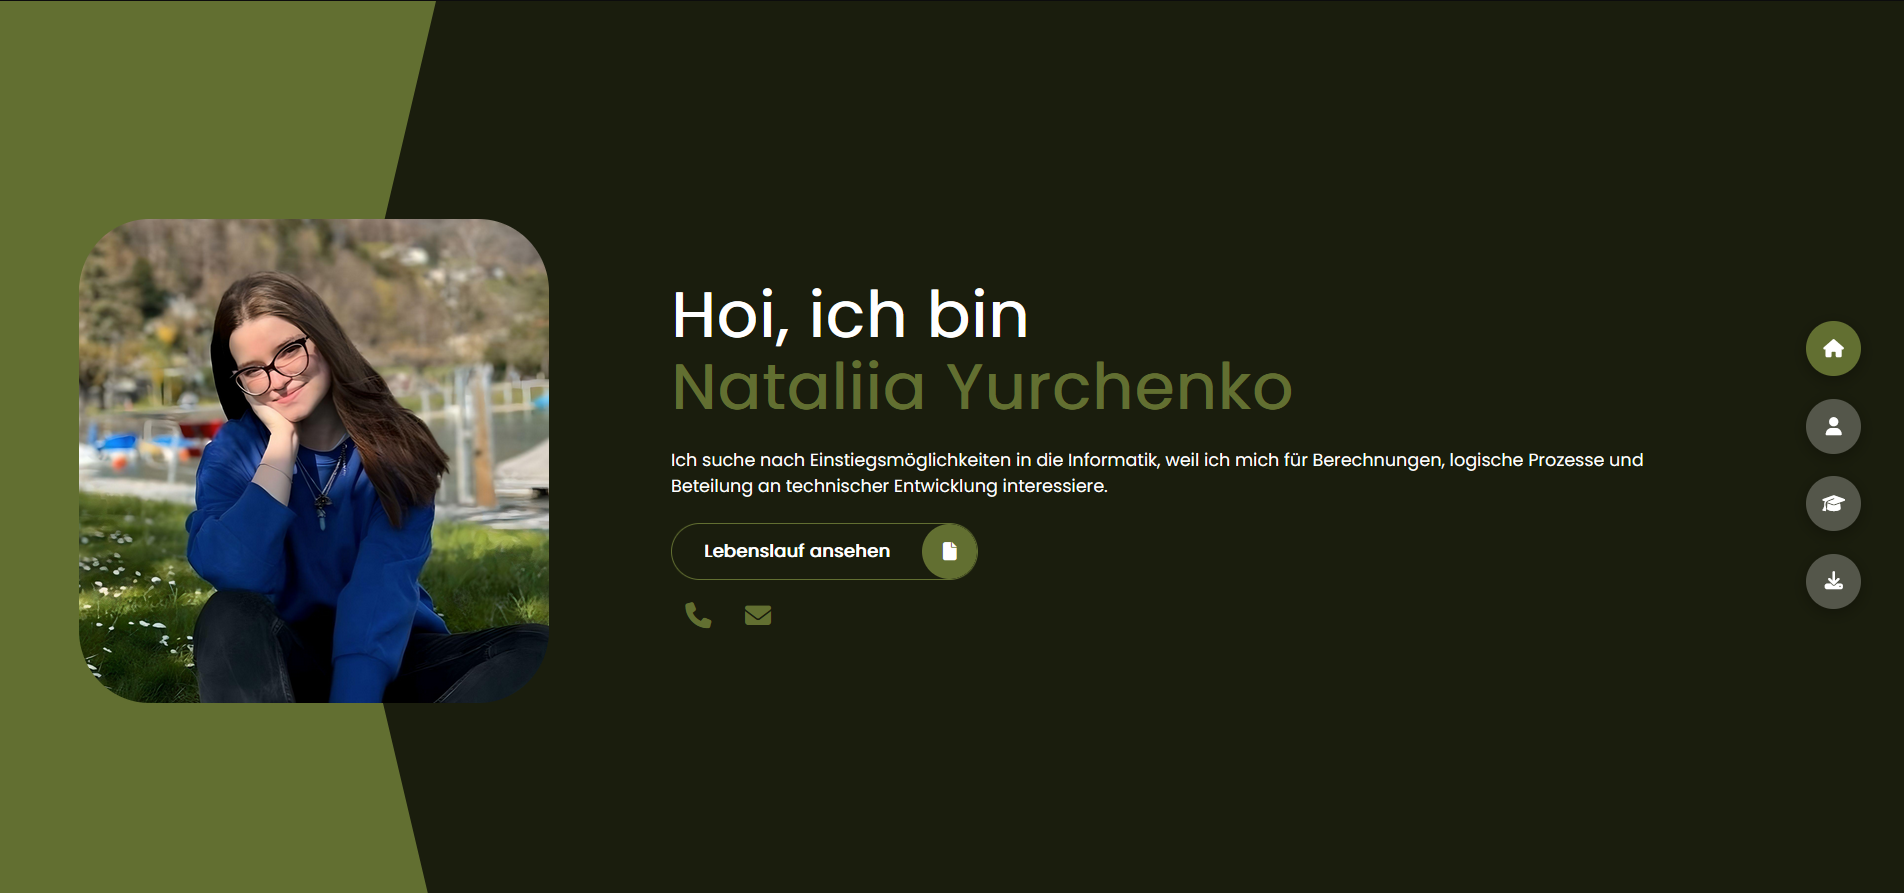 Hoi, ich bin
Nataliia Yurchenko
Ich suche nach Einstiegsmöglichkeiten in die Informatik, weil ich mich für Berechnungen, logische Prozesse und
Beteilung an technischer Entwicklung interessiere.
Lebenslauf ansehen